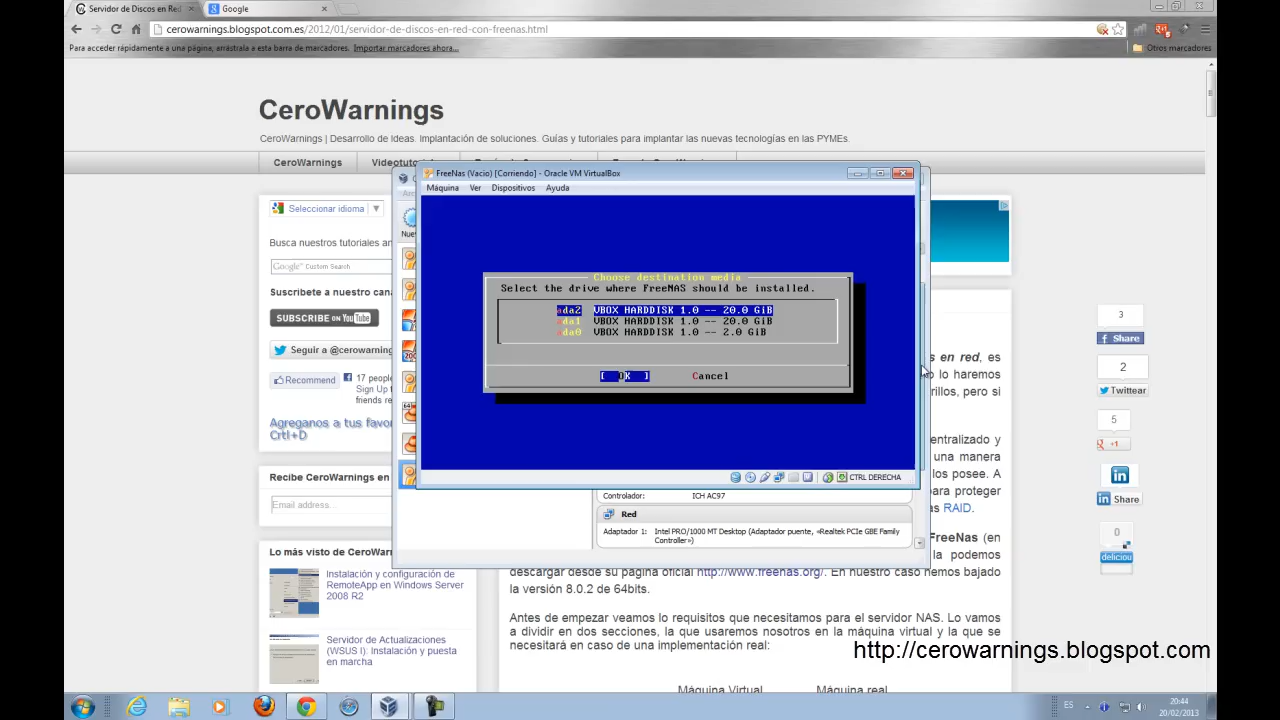 Servidor de Discos en Red
Google
cerowarnings.blogspot.com.es/2012/01/servidor-de-discos-en-red-con-freenas.html
Para acceder rápidamente a una página, arrástrala a esta barra de marcadores. Importar marcadores ahora...
Otros marcadores
CeroWarnings
CeroWarnings | Desarrollo de Ideas. Implantación de soluciones. Guías y tutoriales para implantar las nuevas tecnologías en las PYMES.
CeroWarnings
FreeNas (Vacio) [Corriendo] - Oracle VM VirtualBox
Máquina Ver Dispositivos Ayuda
Seleccionar idioma
Busca nuestros tutoriales
Google™ Custom Search
Suscribete a nuestro
SUBSCRIBE ON YouTube
Seguir a @cerowarning
Recommend
17 people
Sign Up
friends re
Agreganos a tus favo
Crtl+D
Recibe CeroWarnings en
Email address...
Choose destination media
Select the drive where FreeNAS should be installed.
ada2 VBOX HARDDISK 1.0 -- 20.0 GiB
ada1 VBOX HARDDISK 1.0 -- 20.0 GiB
ada0 VBOX HARDDISK 1.0 -- 2.0 GiB
[ OK ] Cancel
CTRL DERECHA
Controlador: ICH AC97
Red
Adaptador 1: Intel PRO/1000 MT Desktop (Adaptador puente, «Realtek PCIe GBE Family
Controller»)
s en red, es
lo haremos
rillos, pero si
entralizado y
una manera
los posee. A
para proteger
as RAID.
FreeNas (en
la podemos
descargar desde su página oficial http://www.freenas.org/. En nuestro caso hemos bajado
la versión 8.0.2 de 64bits.
Antes de empezar veamos lo requisitos que necesitamos para el servidor NAS. Lo vamos
a dividir en dos secciones, la que usaremos nosotros en la máquina virtual y la que se
necesitará en caso de una implementación real:
Máquina Virtual Máquina real
Lo más visto de CeroWarn
Instalación y configuración de
RemoteApp en Windows Server
2008 R2
Servidor de Actualizaciones
(WSUS I): Instalación y puesta
en marcha
3
Share
2
Twittear
5
+1
in
Share
0
deliciou
http://cerowarnings.blogspot.com
ES
20:44
20/02/2013